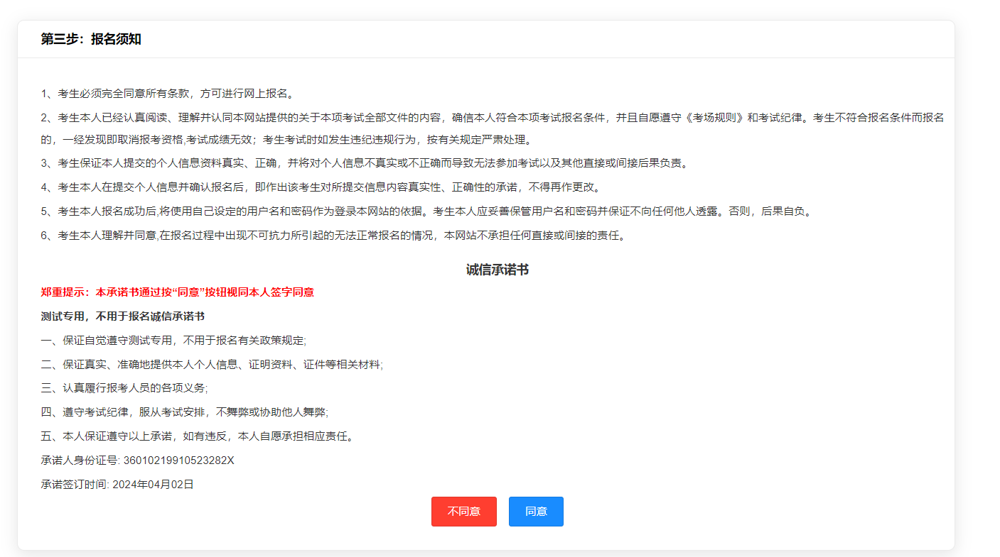 第三步：报名须知
1、考生必须完全同意所有条款，方可进行网上报名。
2、考生本人已经认真阅读、理解并认同本网站提供的关于本项考试全部文件的内容，确信本人符合本项考试报名条件，并且自愿遵守《考场规则》和考试纪律。考生不符合报名条件而报名
的，一经发现即取消报考资格,考试成绩无效；考生考试时如发生违纪违规行为，按有关规定严肃处理。
3、考生保证本人提交的个人信息资料真实、正确，并将对个人信息不真实或不正确而导致无法参加考试以及其他直接或间接后果负责。
4、考生本人在提交个人信息并确认报名后，即作出该考生对所提交信息内容真实性、正确性的承诺，不得再作更改。
5、考生本人报名成功后,将使用自己设定的用户名和密码作为登录本网站的依据。考生本人应妥善保管用户名和密码并保证不向任何他人透露。否则，后果自负。
6、考生本人理解并同意,在报名过程中出现不可抗力所引起的无法正常报名的情况，本网站不承担任何直接或间接的责任。
诚信承诺书
郑重提示：本承诺书通过按“同意”按钮视同本人签字同意
测试专用，不用于报名诚信承诺书
一、保证自觉遵守测试专用，不用于报名有关政策规定;
二、保证真实、准确地提供本人个人信息、证明资料、证件等相关材料;
三、认真履行报考人员的各项义务;
四、遵守考试纪律，服从考试安排，不舞弊或协助他人舞弊;
五、本人保证遵守以上承诺，如有违反，本人自愿承担相应责任。
承诺人身份证号: 36010219910523282X
承诺签订时间: 2024年04月02日
不同意 同意